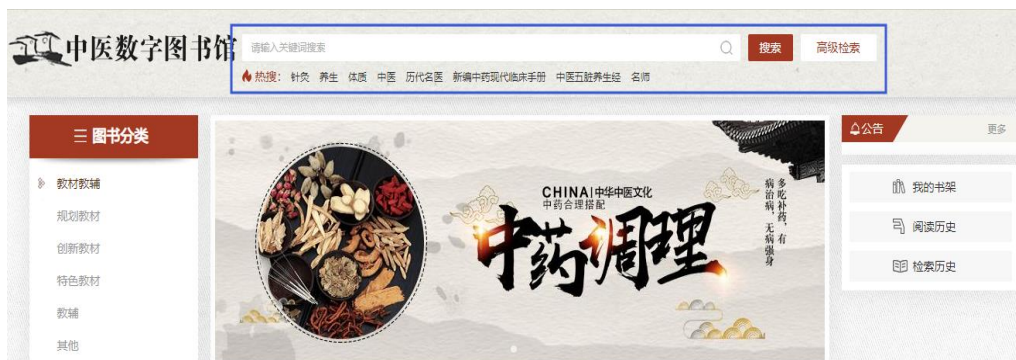 中医数字图书馆
请输入关键词搜索
搜索
高级检索
热搜: 针灸 养生 体质 中医 历代名医 新编中药现代临床手册 中医五脏养生经 名师
图书分类
教材教辅
规划教材
创新教材
特色教材
教辅
其他
CHINA|中华中医文化
中药合理搭配
中药调理
多吃补药，有
病治病，无病强身
公告
更多
我的书架
阅读历史
检索历史